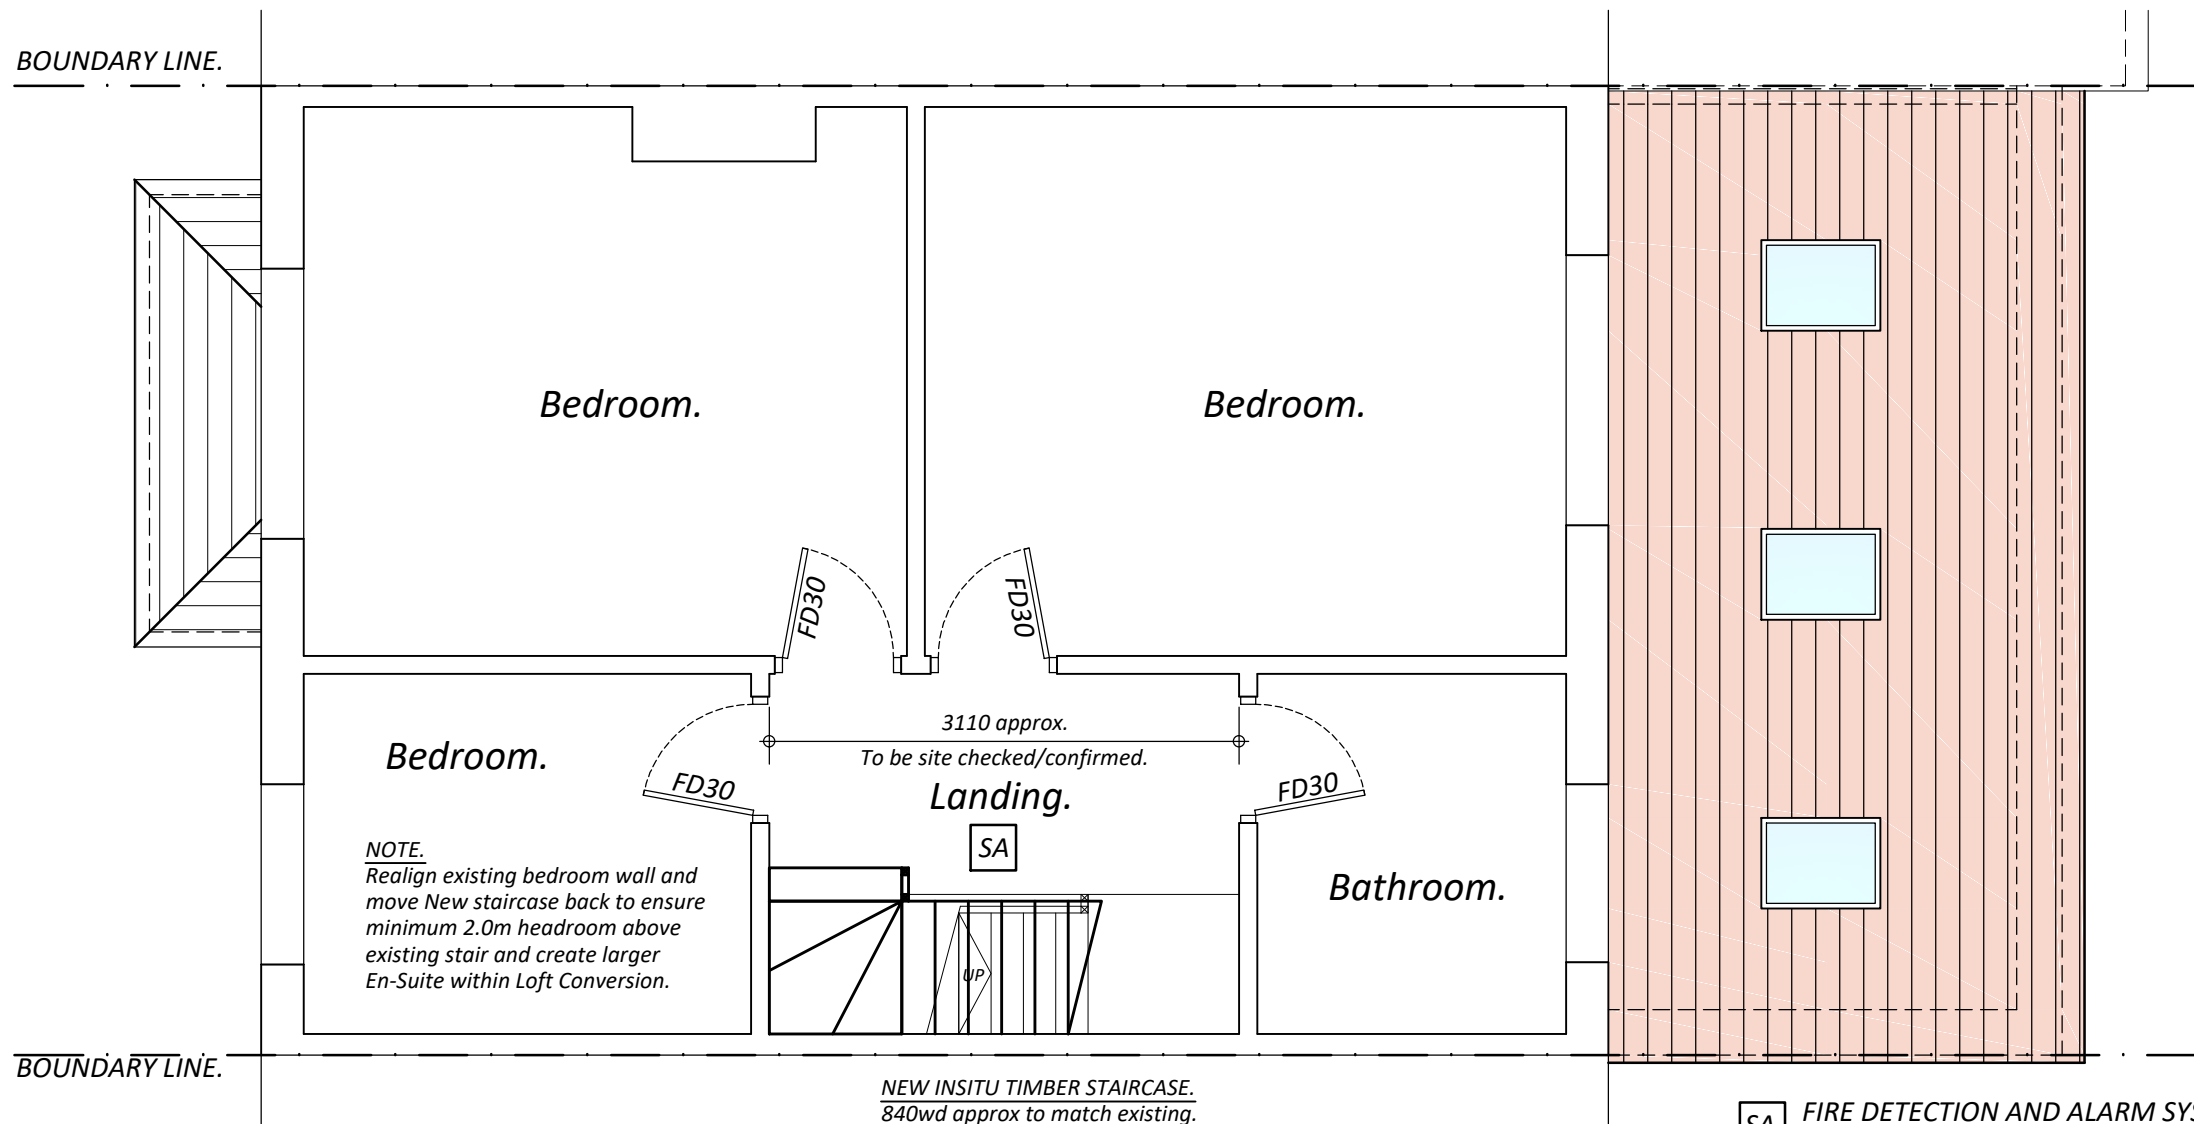 BOUNDARY LINE.
Bedroom.
Bedroom.
FD30
FD30
3110 approx.
To be site checked/confirmed.
Bedroom.
FD30
FD30
Landing.
SA
NOTE.
Realign existing bedroom wall and
move New staircase back to ensure
minimum 2.0m headroom above
existing stair and create larger
En-Suite within Loft Conversion.
Bathroom.
UP
BOUNDARY LINE.
NEW INSITU TIMBER STAIRCASE.
840wd approx to match existing.
SA
FIRE DETECTION AND ALARM SYS